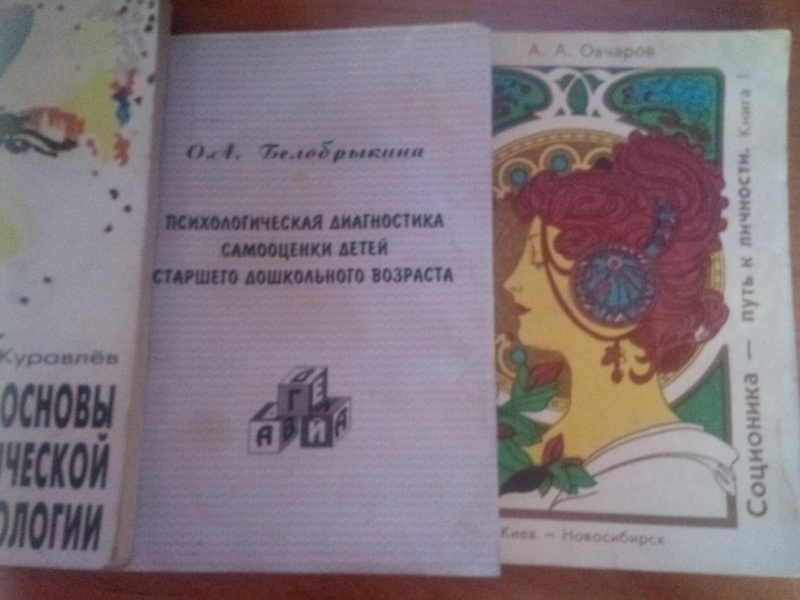 Журавлёв
ОСНОВЫ
ИЧЕСКОЙ
ОЛОГИИ
О.А. Белобрыкина
ПСИХОЛОГИЧЕСКАЯ ДИАГНОСТИКА
САМООЦЕНКИ ДЕТЕЙ
СТАРШЕГО ДОШКОЛЬНОГО ВОЗРАСТА
А. А. Овчаров
Соционика — путь к личности. Книга 1
Киев – Новосибирск